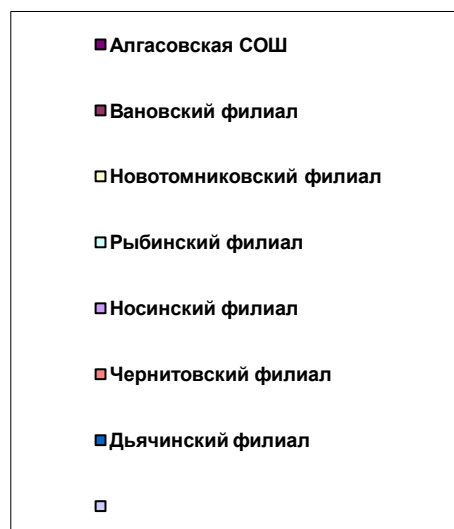 Алгасовская СОШ
Вановский филиал
Новотомниковский филиал
Рыбинский филиал
Носинский филиал
Чернитовский филиал
Дьячинский филиал